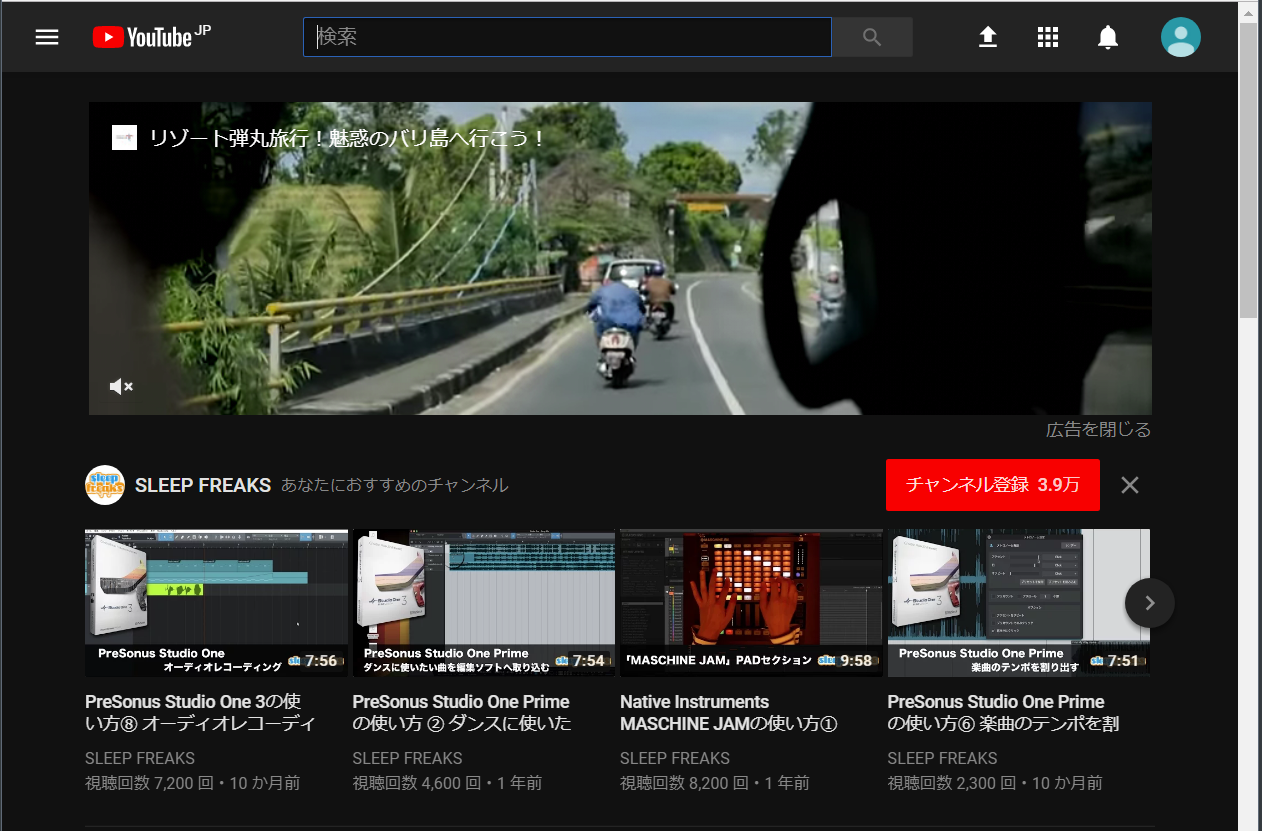 YouTube JP
検索
リゾート弾丸旅行！魅惑のバリ島へ行こう！
広告を閉じる
sleep freaks
SLEEP FREAKS あなたにおすすめのチャンネル
チャンネル登録 3.9万
PreSonus Studio One
オーディオレコーディング
7:56
PreSonus Studio One Prime
ダンスに使いたい曲を編集ソフトへ取り込む
7:54
「MASCHINE JAM」PADセクション
9:58
PreSonus Studio One Prime
楽曲のテンポを割り出す
7:51
PreSonus Studio One 3の使
い方⑧ オーディオレコーディ
SLEEP FREAKS
視聴回数 7,200 回・10 か月前
PreSonus Studio One Prime
の使い方 ② ダンスに使いた
SLEEP FREAKS
視聴回数 4,600 回・1 年前
Native Instruments
MASCHINE JAMの使い方①
SLEEP FREAKS
視聴回数 8,200 回・1 年前
PreSonus Studio One Prime
の使い方⑥ 楽曲のテンポを割
SLEEP FREAKS
視聴回数 2,300 回・10 か月前